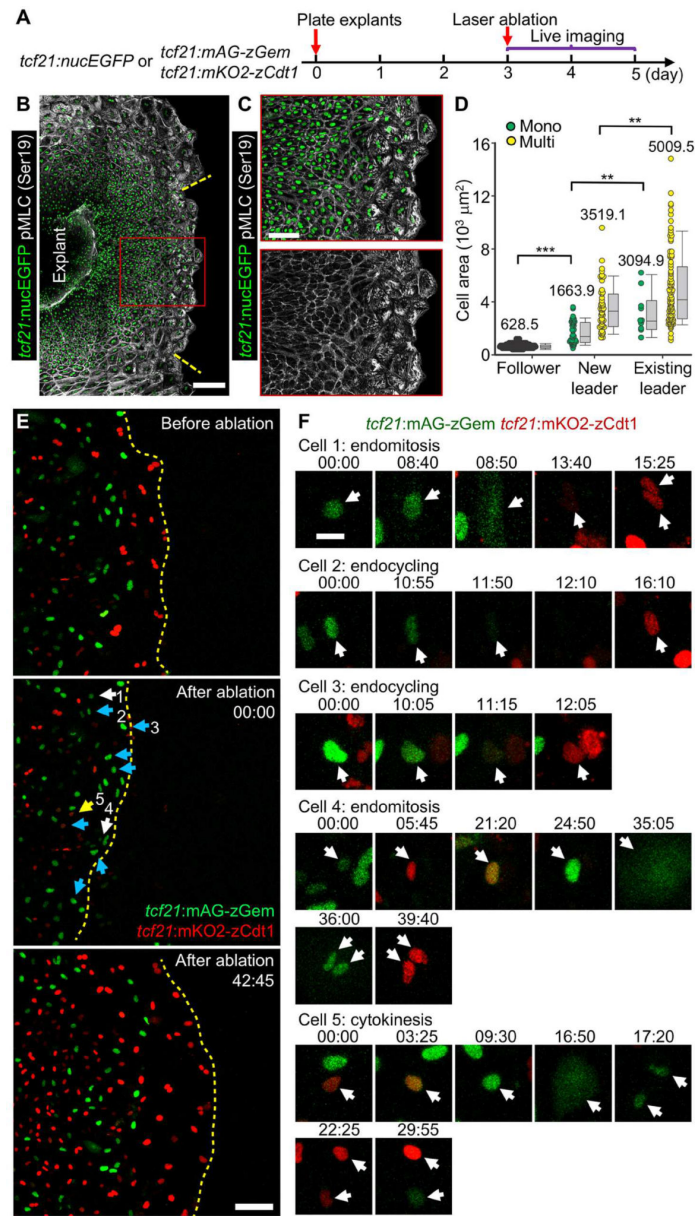 A
Plate explants
Laser ablation
Live imaging
tcf21:nucEGFP or
tcf21:mAG-zGem
tcf21:mKO2-zCdt1
0 1 2 3 4 5 (day)
B
tcf21:nucEGFP pMLC (Ser19)
Explant
C
tcf21:nucEGFP pMLC (Ser19)
D
Mono
Multi
**
**
***
5009.5
3519.1
3094.9
1663.9
628.5
Cell area (10³ μm²)
16
12
8
4
0
Follower
New leader
Existing leader
E
Before ablation
After ablation
00:00
1
2
3
5
4
tcf21:mAG-zGem
tcf21:mKO2-zCdt1
After ablation
42:45
F
tcf21:mAG-zGem tcf21:mKO2-zCdt1
Cell 1: endomitosis
00:00 08:40 08:50 13:40 15:25
Cell 2: endocycling
00:00 10:55 11:50 12:10 16:10
Cell 3: endocycling
00:00 10:05 11:15 12:05
Cell 4: endomitosis
00:00 05:45 21:20 24:50 35:05
36:00 39:40
Cell 5: cytokinesis
00:00 03:25 09:30 16:50 17:20
22:25 29:55